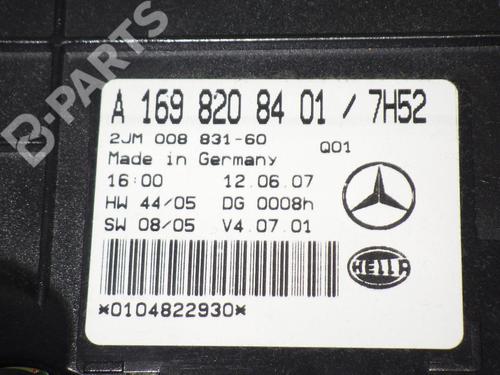 B-PARTS
A 169 820 84 01 / 7H52
2JM 008 831-60 Q01
Made in Germany
16:00 12.06.07
HW 44/05 DG 0008h
SW 08/05 V4.07.01
HELLA
*0104822930*